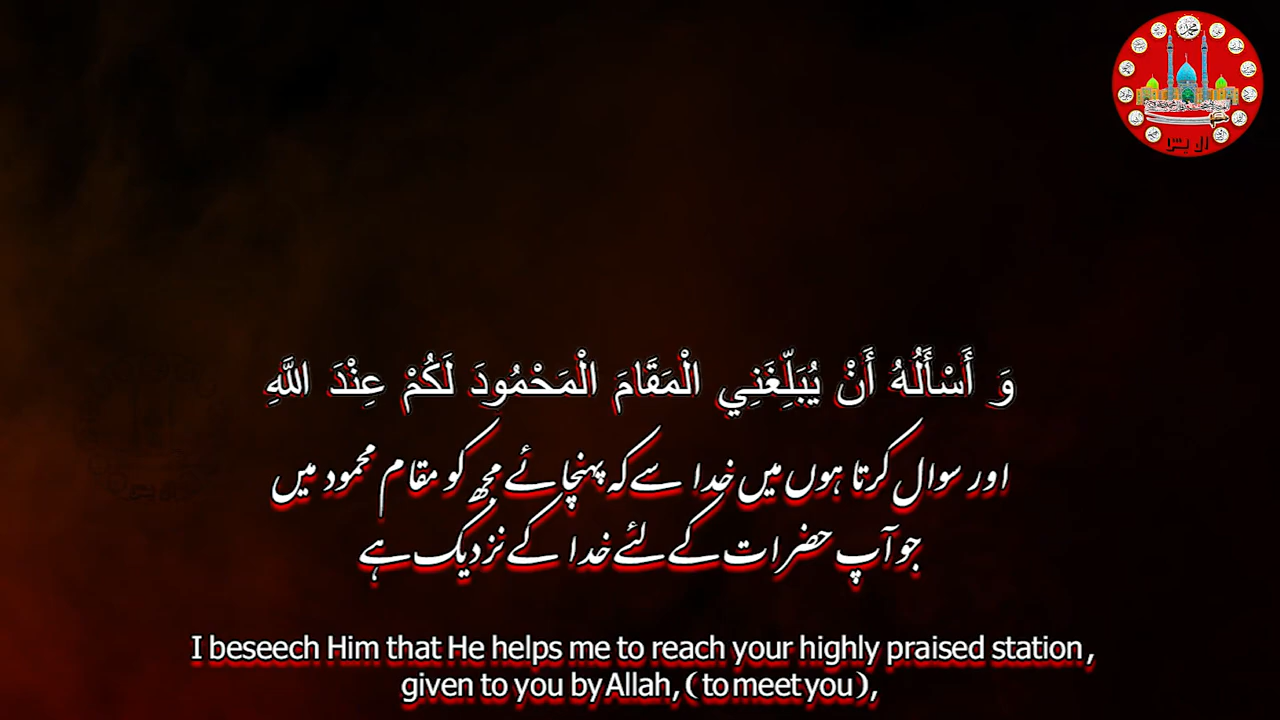 وَ أَسْأَلُهُ أَنْ يُبَلِّغَنِي الْمَقَامَ الْمَحْمُودَ لَكُمْ عِنْدَ اللَّهِ
اور سوال کرتا ہوں میں خدا سے کہ پہنچائے مجھ کو مقام محمود میں
جو آپ حضرات کے لئے خدا کے نزدیک ہے
I beseech Him that He helps me to reach your highly praised station,
given to you by Allah, (to meet you),